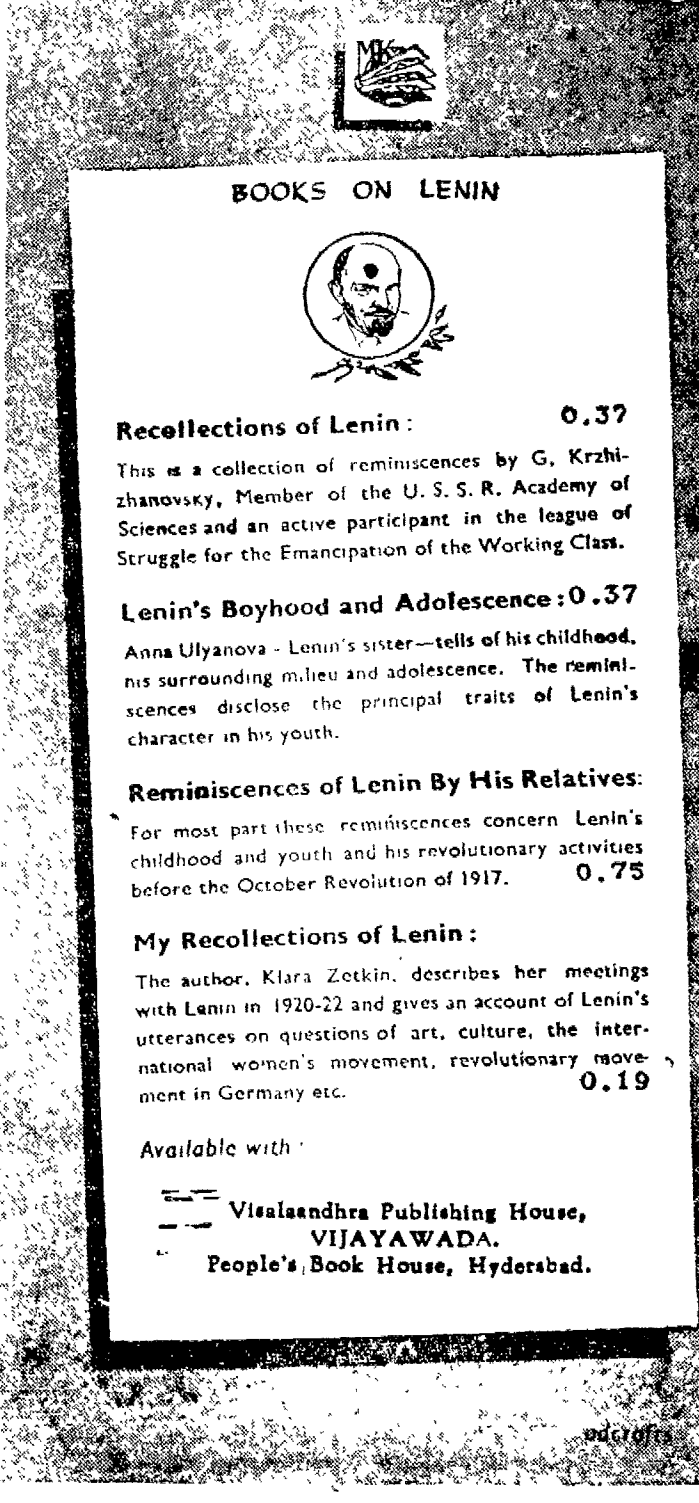 MK
BOOKS ON LENIN
Recollections of Lenin : 0.37
This is a collection of reminiscences by G. Krzhi-
zhanovsky, Member of the U. S. S. R. Academy of
Sciences and an active participant in the league of
Struggle for the Emancipation of the Working Class.
Lenin's Boyhood and Adolescence : 0.37
Anna Ulyanova - Lenin's sister—tells of his childhood,
his surrounding milieu and adolescence. The remini-
scences disclose the principal traits of Lenin's
character in his youth.
Reminiscences of Lenin By His Relatives:
For most part these reminiscences concern Lenin's
childhood and youth and his revolutionary activities
before the October Revolution of 1917. 0.75
My Recollections of Lenin :
The author, Klara Zetkin, describes her meetings
with Lenin in 1920-22 and gives an account of Lenin's
utterances on questions of art, culture, the inter-
national women's movement, revolutionary move-
ment in Germany etc. 0.19
Available with :
Visalaandhra Publishing House,
VIJAYAWADA.
People's Book House, Hyderabad.
adcrafts